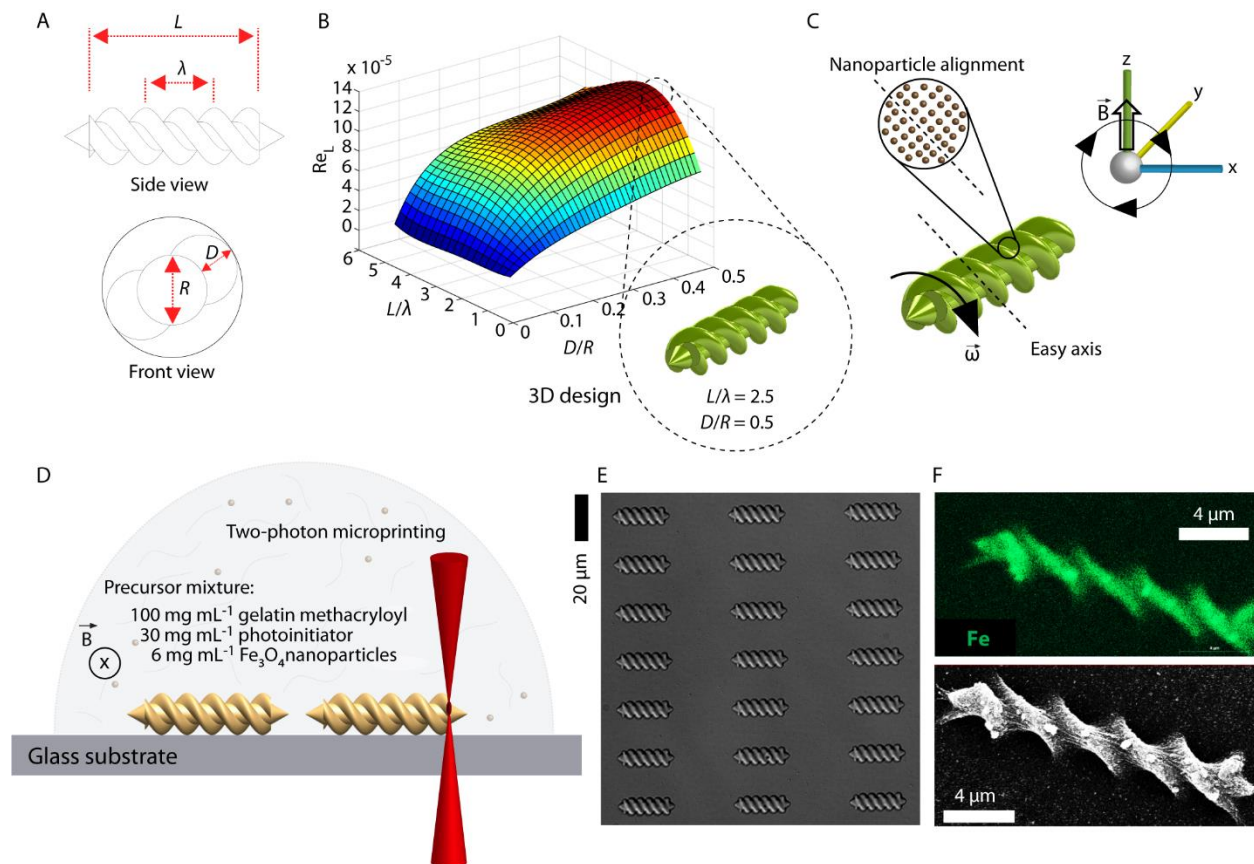 A
L
λ
Side view
D
R
Front view
B
x 10⁻⁵
14
12
10
8
6
4
2
0
Re_L
6
5
4
3
2
1
0
L/λ
0
0.1
0.2
0.3
0.4
0.5
D/R
3D design
L/λ = 2.5
D/R = 0.5
C
Nanoparticle alignment
z
y
x
B
ω
Easy axis
D
Two-photon microprinting
Precursor mixture:
100 mg mL⁻¹ gelatin methacryloyl
30 mg mL⁻¹ photoinitiator
6 mg mL⁻¹ Fe₃O₄ nanoparticles
B
x
Glass substrate
E
20 µm
F
4 µm
Fe
4 µm